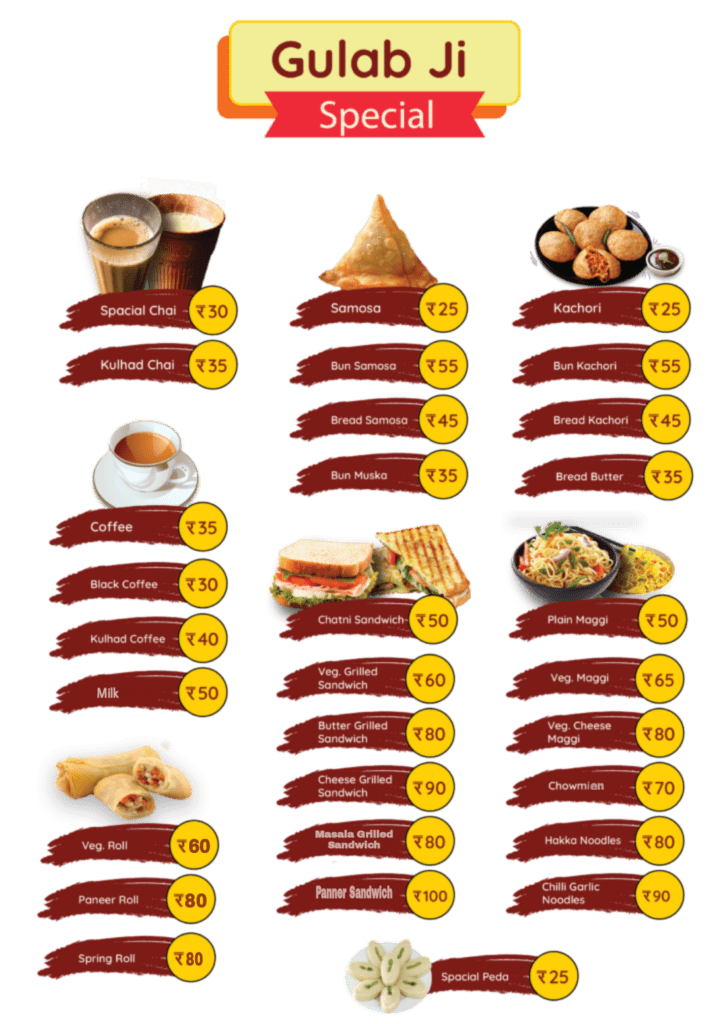 Gulab Ji
Special
Spacial Chai ₹30
Kulhad Chai ₹35
Samosa ₹25
Bun Samosa ₹55
Bread Samosa ₹45
Bun Muska ₹35
Kachori ₹25
Bun Kachori ₹55
Bread Kachori ₹45
Bread Butter ₹35
Coffee ₹35
Black Coffee ₹30
Kulhad Coffee ₹40
Milk ₹50
Chatni Sandwich ₹50
Veg. Grilled
Sandwich ₹60
Butter Grilled
Sandwich ₹80
Cheese Grilled
Sandwich ₹90
Masala Grilled
Sandwich ₹80
Panner Sandwich ₹100
Plain Maggi ₹50
Veg. Maggi ₹65
Veg. Cheese
Maggi ₹80
Chowmien ₹70
Hakka Noodles ₹80
Chilli Garlic
Noodles ₹90
Veg. Roll ₹60
Paneer Roll ₹80
Spring Roll ₹80
Spacial Peda ₹25